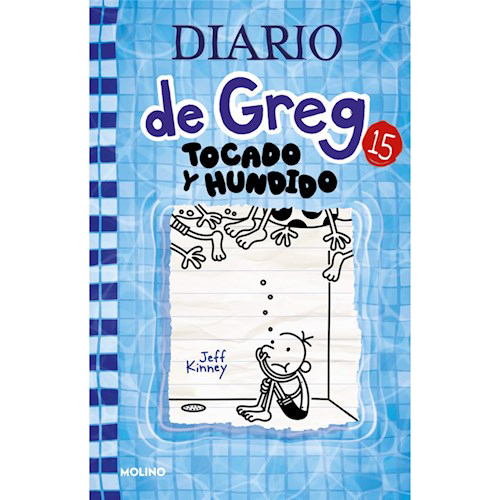 DIARIO
de Greg
15
TOCADO
Y HUNDIDO
Jeff
Kinney
MOLINO